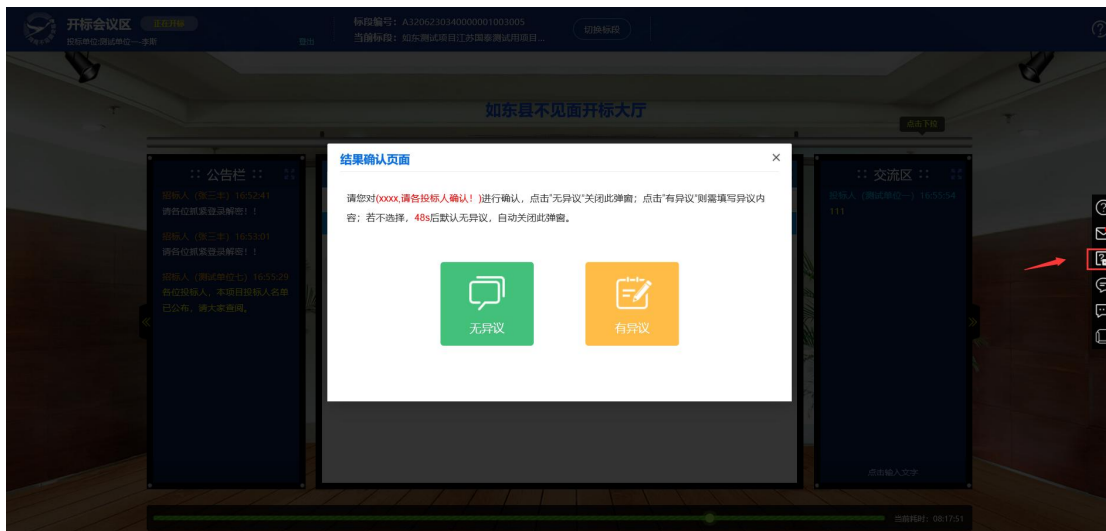 开标会议区 正在开标
投标单位:测试单位一-李斯 登出
标段编号：A3206230340000001003005
当前标段：如东测试项目江苏国泰测试用项目...
切换标段
如东县不见面开标大厅
点击下拉
:: 公告栏 ::
招标人（张三丰）16:52:41
请各位抓紧登录解密！！
招标人（张三丰）16:53:01
请各位抓紧登录解密！！
招标人（测试单位七）16:55:29
各位投标人，本项目投标人名单
已公布，请大家查阅。
结果确认页面 ×
请您对(xxxx,请各投标人确认！)进行确认，点击"无异议"关闭此弹窗；点击"有异议"则需填写异议内
容；若不选择，48s后默认无异议，自动关闭此弹窗。
无异议
有异议
:: 交流区 ::
投标人（测试单位一）16:55:54
111
点击输入文字
当前耗时：08:17:51